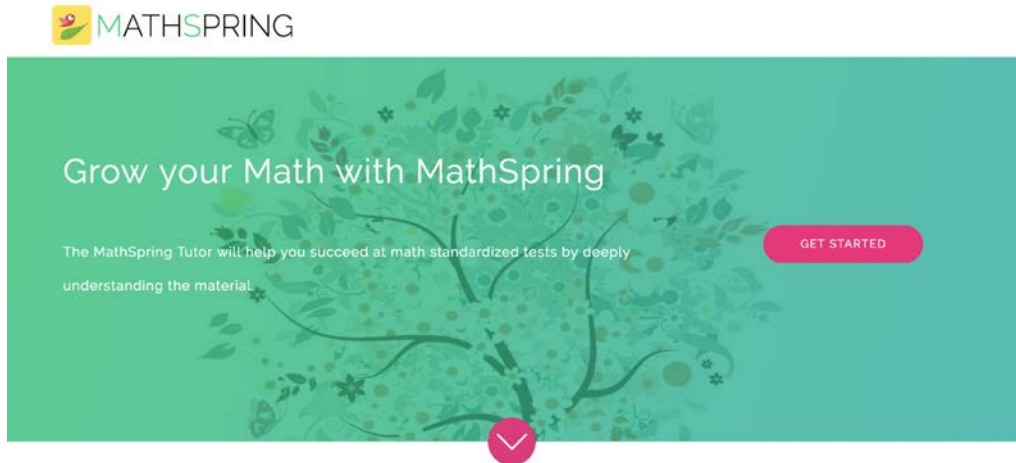 MATHSPRING
Grow your Math with MathSpring
The MathSpring Tutor will help you succeed at math standardized tests by deeply
understanding the material.
GET STARTED